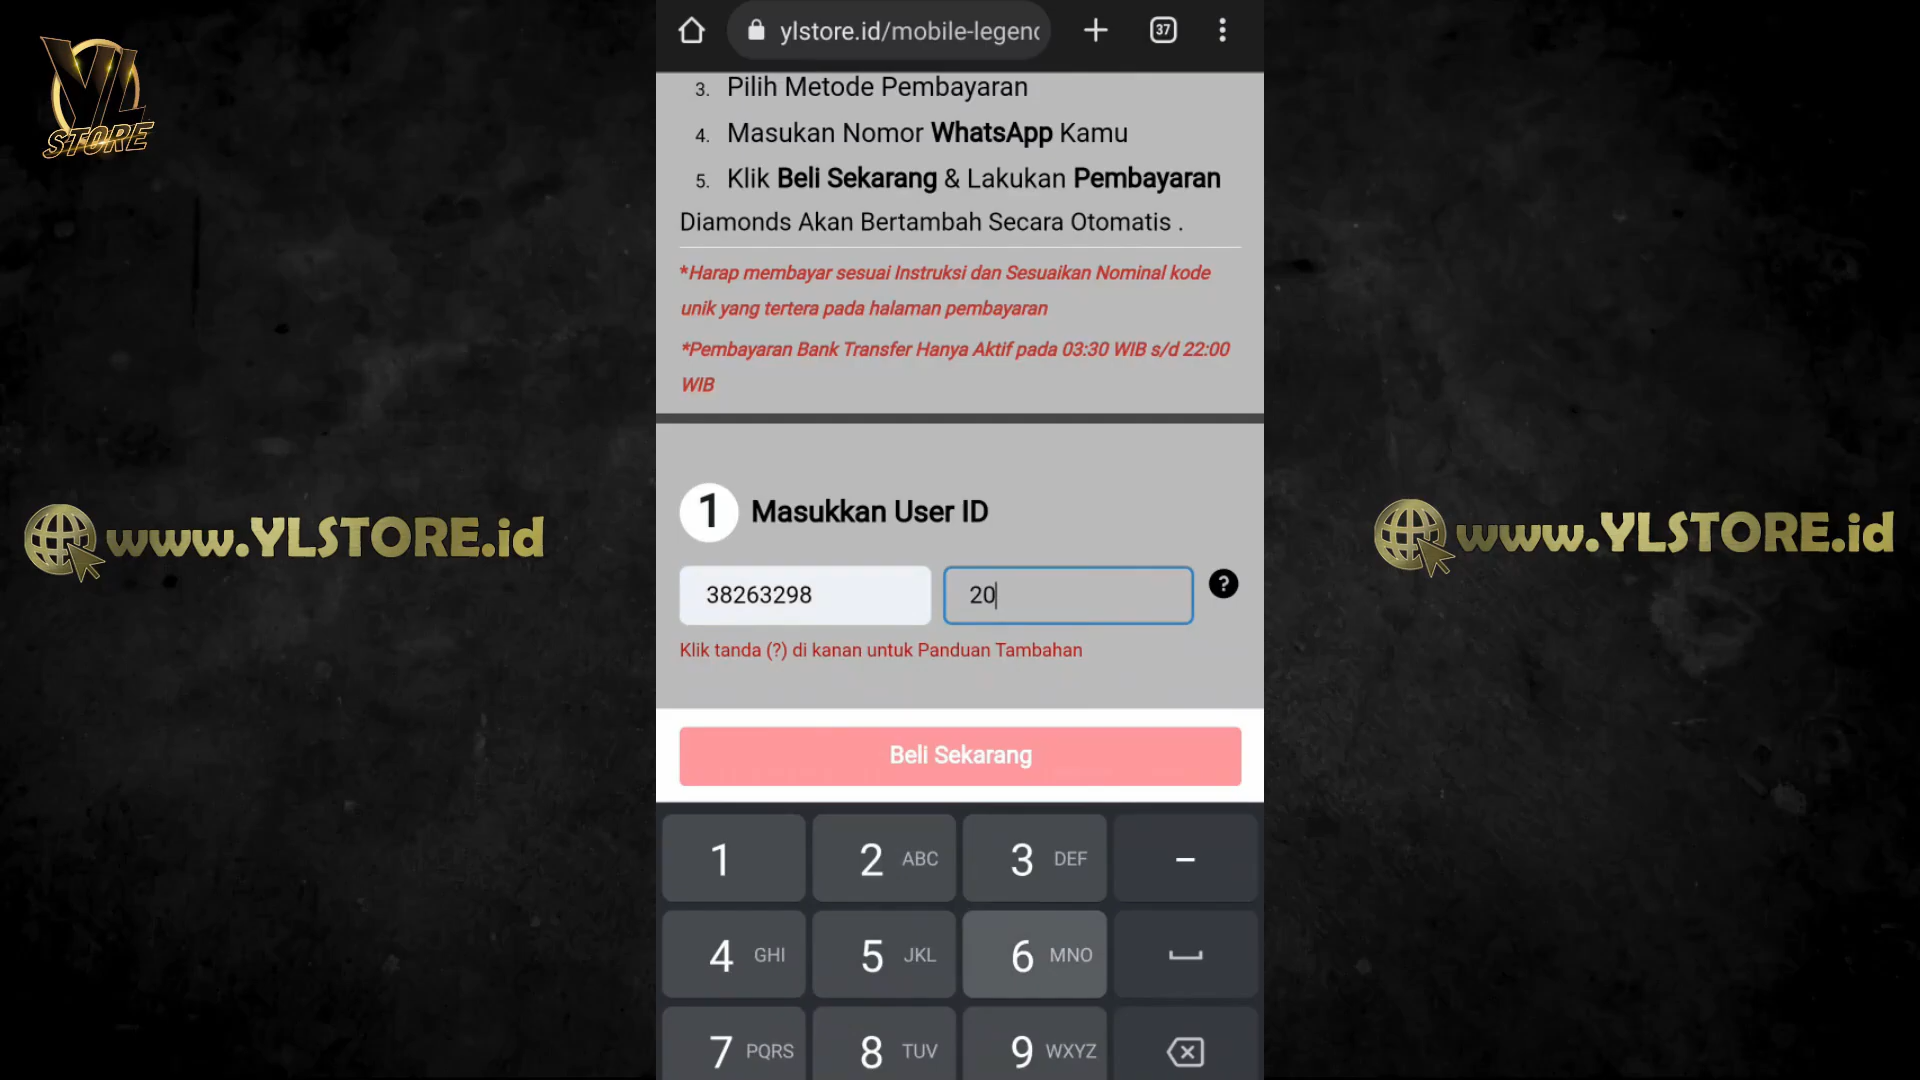 YL
STORE
ylstore.id/mobile-legend
37
3. Pilih Metode Pembayaran
4. Masukan Nomor WhatsApp Kamu
5. Klik Beli Sekarang & Lakukan Pembayaran
Diamonds Akan Bertambah Secara Otomatis .
*Harap membayar sesuai Instruksi dan Sesuaikan Nominal kode
unik yang tertera pada halaman pembayaran
*Pembayaran Bank Transfer Hanya Aktif pada 03:30 WIB s/d 22:00
WIB
1 Masukkan User ID
www.YLSTORE.id
www.YLSTORE.id
38263298 20 ?
Klik tanda (?) di kanan untuk Panduan Tambahan
Beli Sekarang
1 2 ABC 3 DEF –
4 GHI 5 JKL 6 MNO
7 PQRS 8 TUV 9 WXYZ